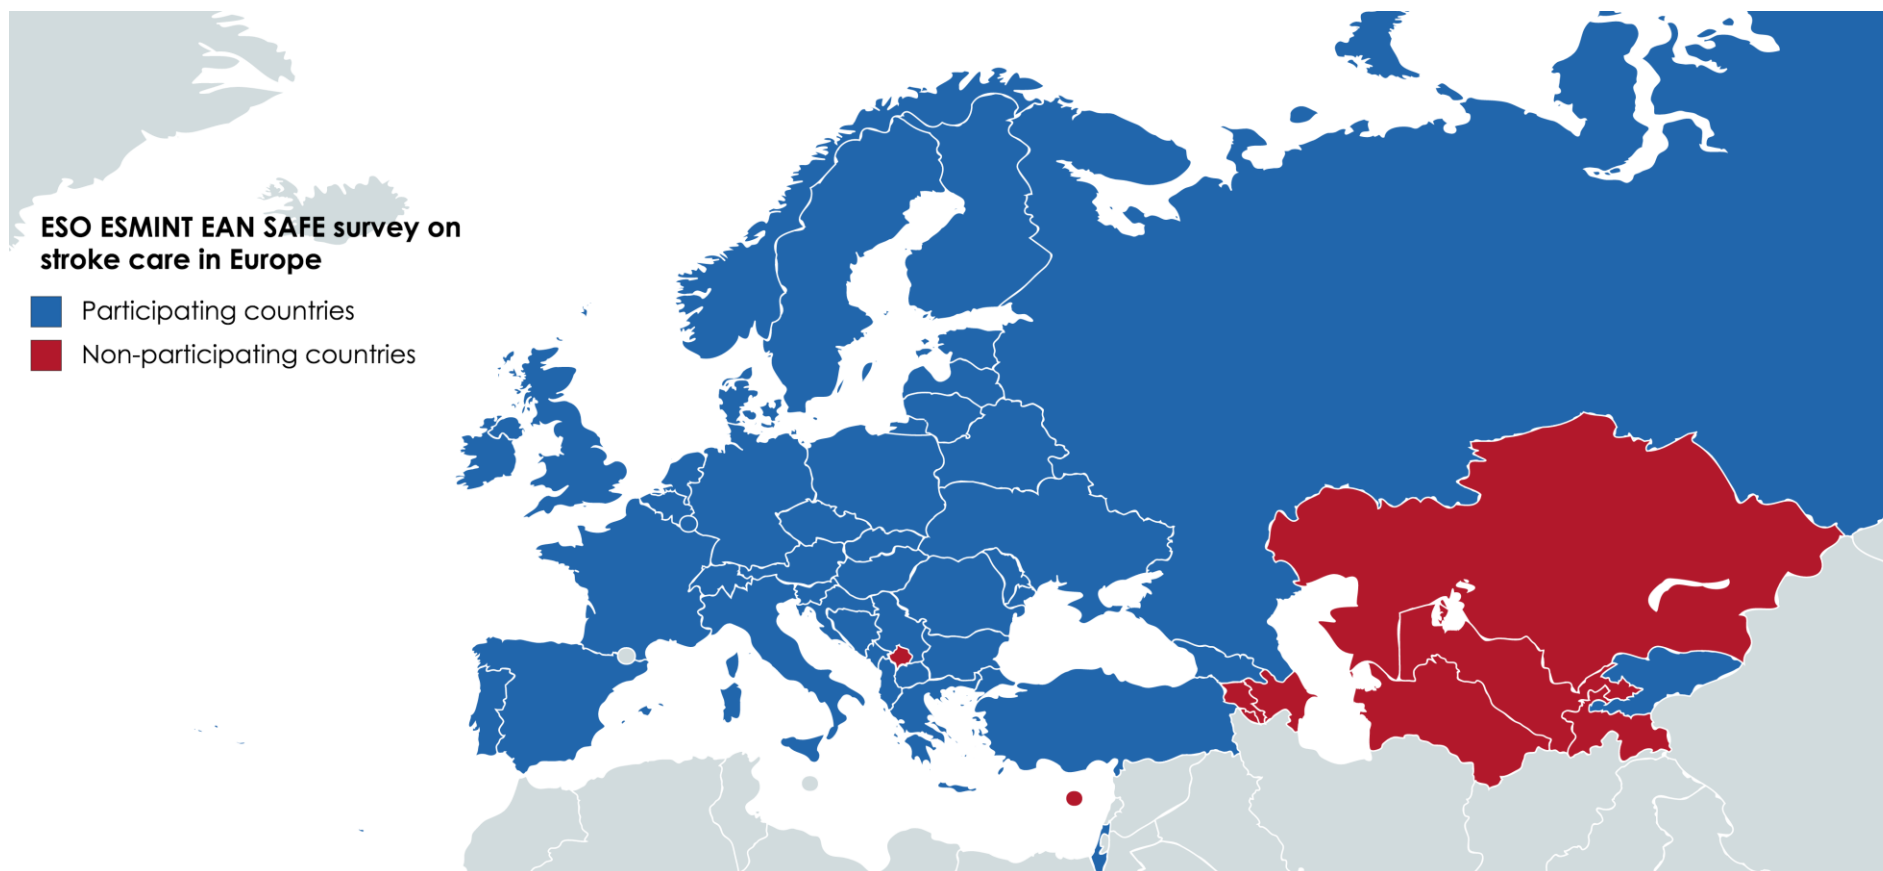 ESO ESMINT EAN SAFE survey on
stroke care in Europe
Participating countries
Non-participating countries